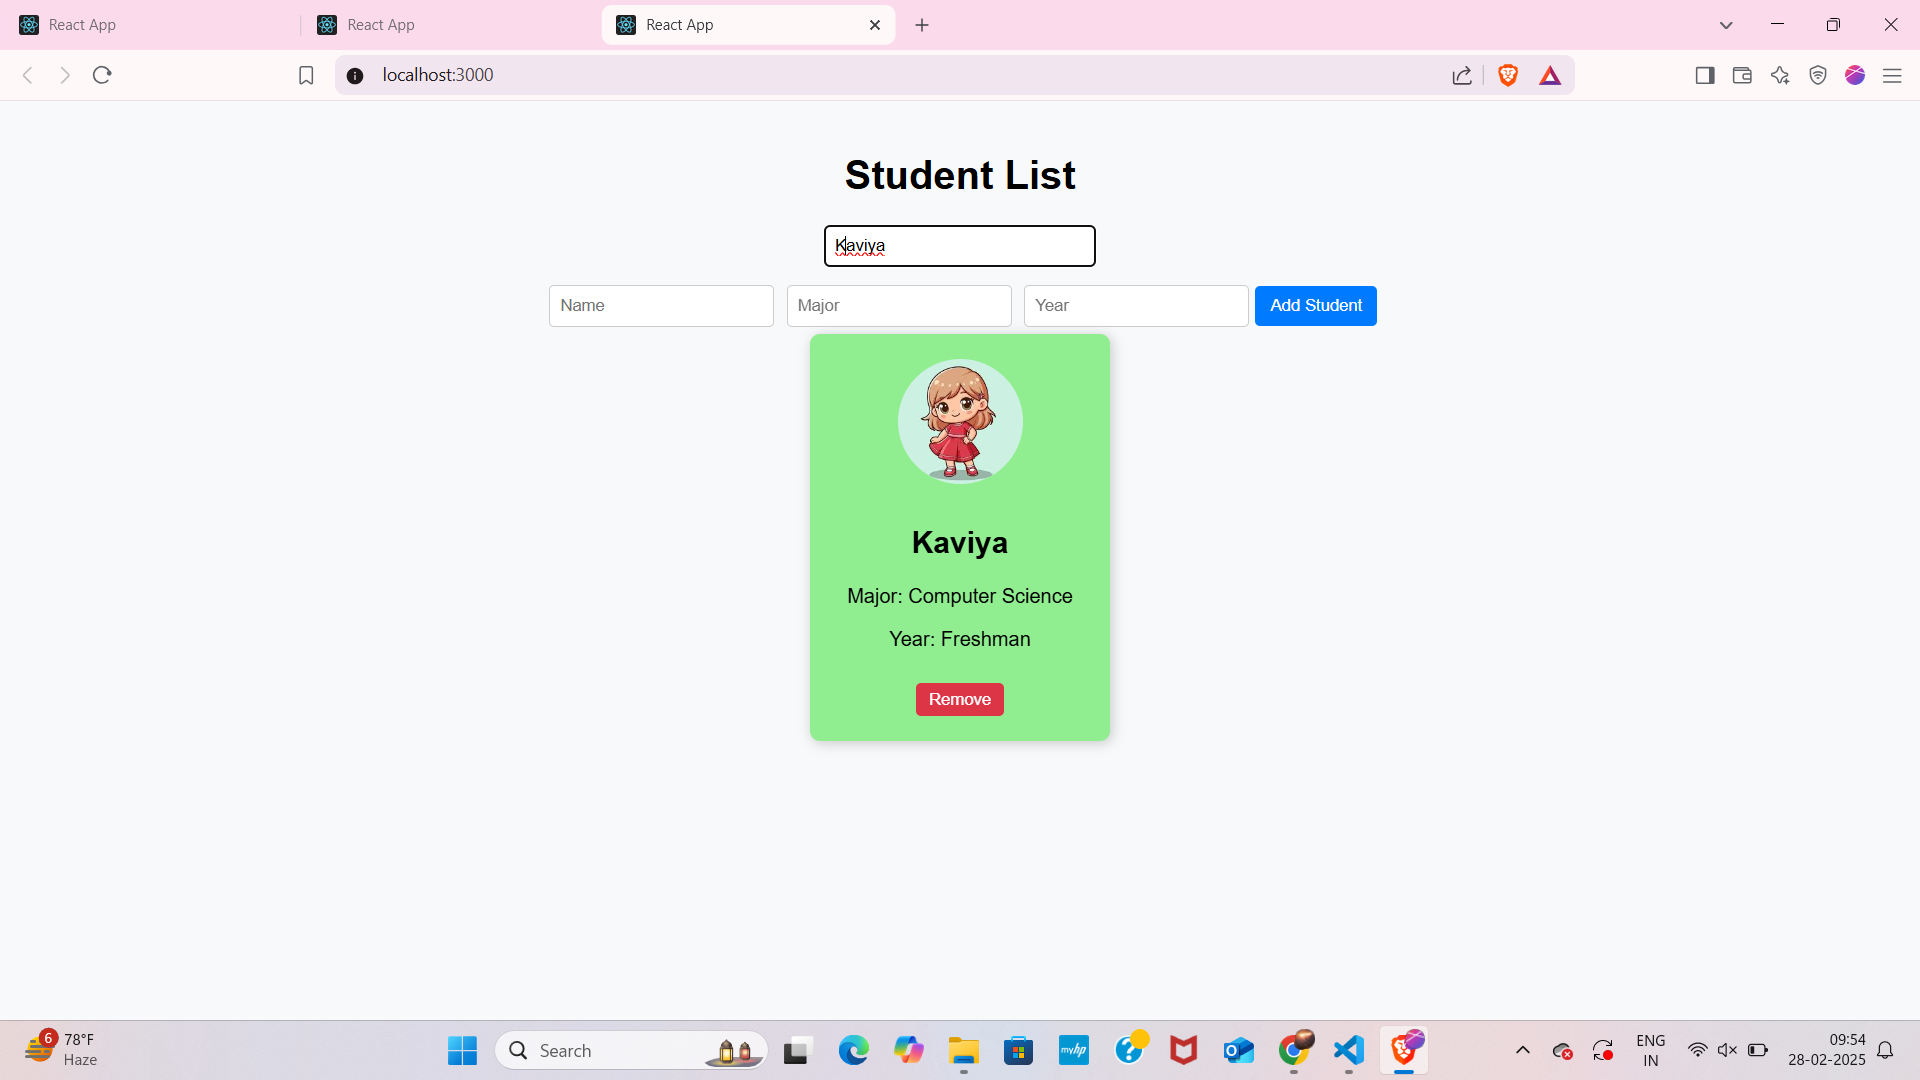 React App
React App
React App
localhost:3000
Student List
Kaviya
Name
Major
Year
Add Student
Kaviya
Major: Computer Science
Year: Freshman
Remove
6
78°F
Haze
Search
myhp
ENG
IN
09:54
28-02-2025